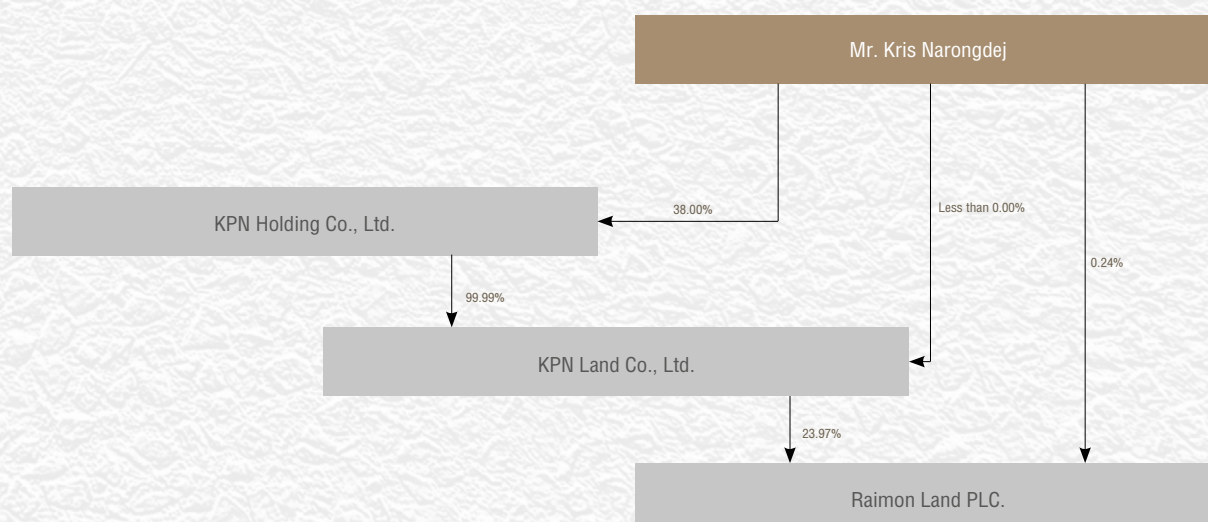 Mr. Kris Narongdej
KPN Holding Co., Ltd.
38.00%
Less than 0.00%
0.24%
99.99%
KPN Land Co., Ltd.
23.97%
Raimon Land PLC.